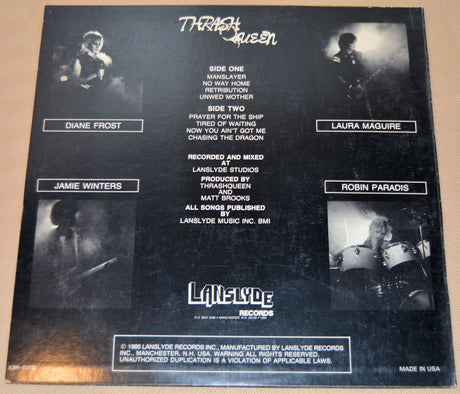 THRASH
QUEEN
SIDE ONE
MANSLAYER
NO WAY HOME
RETRIBUTION
UNWED MOTHER
SIDE TWO
PRAYER FOR THE SHIP
TIRED OF WAITING
NOW YOU AIN'T GOT ME
CHASING THE DRAGON
DIANE FROST
LAURA MAGUIRE
RECORDED AND MIXED
AT
LANSLYDE STUDIOS
PRODUCED BY
THRASHQUEEN
AND
MATT BROOKS
ALL SONGS PUBLISHED
BY
LANSLYDE MUSIC INC. BMI
JAMIE WINTERS
ROBIN PARADIS
LANSLYDE
RECORDS
MANCHESTER, N.H.
© 1985 LANSLYDE RECORDS INC., MANUFACTURED BY LANSLYDE RECORDS
INC., MANCHESTER, N.H. USA. WARNING ALL RIGHTS RESERVED.
UNAUTHORIZED DUPLICATION IS A VIOLATION OF APPLICABLE LAWS.
MADE IN USA